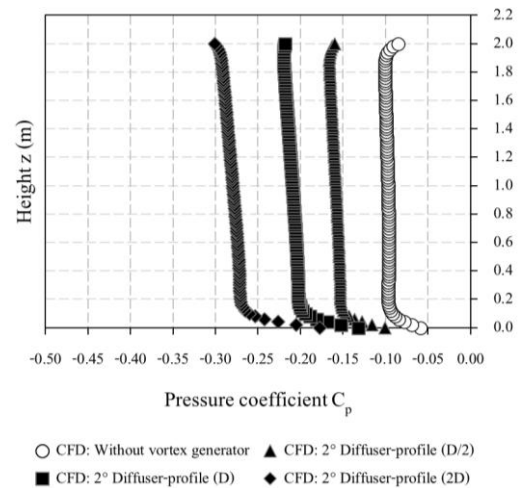 2.2
2.0
1.8
1.6
1.4
1.2
1.0
0.8
0.6
0.4
0.2
0.0
Height z (m)
-0.50 -0.45 -0.40 -0.35 -0.30 -0.25 -0.20 -0.15 -0.10 -0.05 0.00
Pressure coefficient Cp
CFD: Without vortex generator CFD: 2° Diffuser-profile (D/2)
CFD: 2° Diffuser-profile (D) CFD: 2° Diffuser-profile (2D)